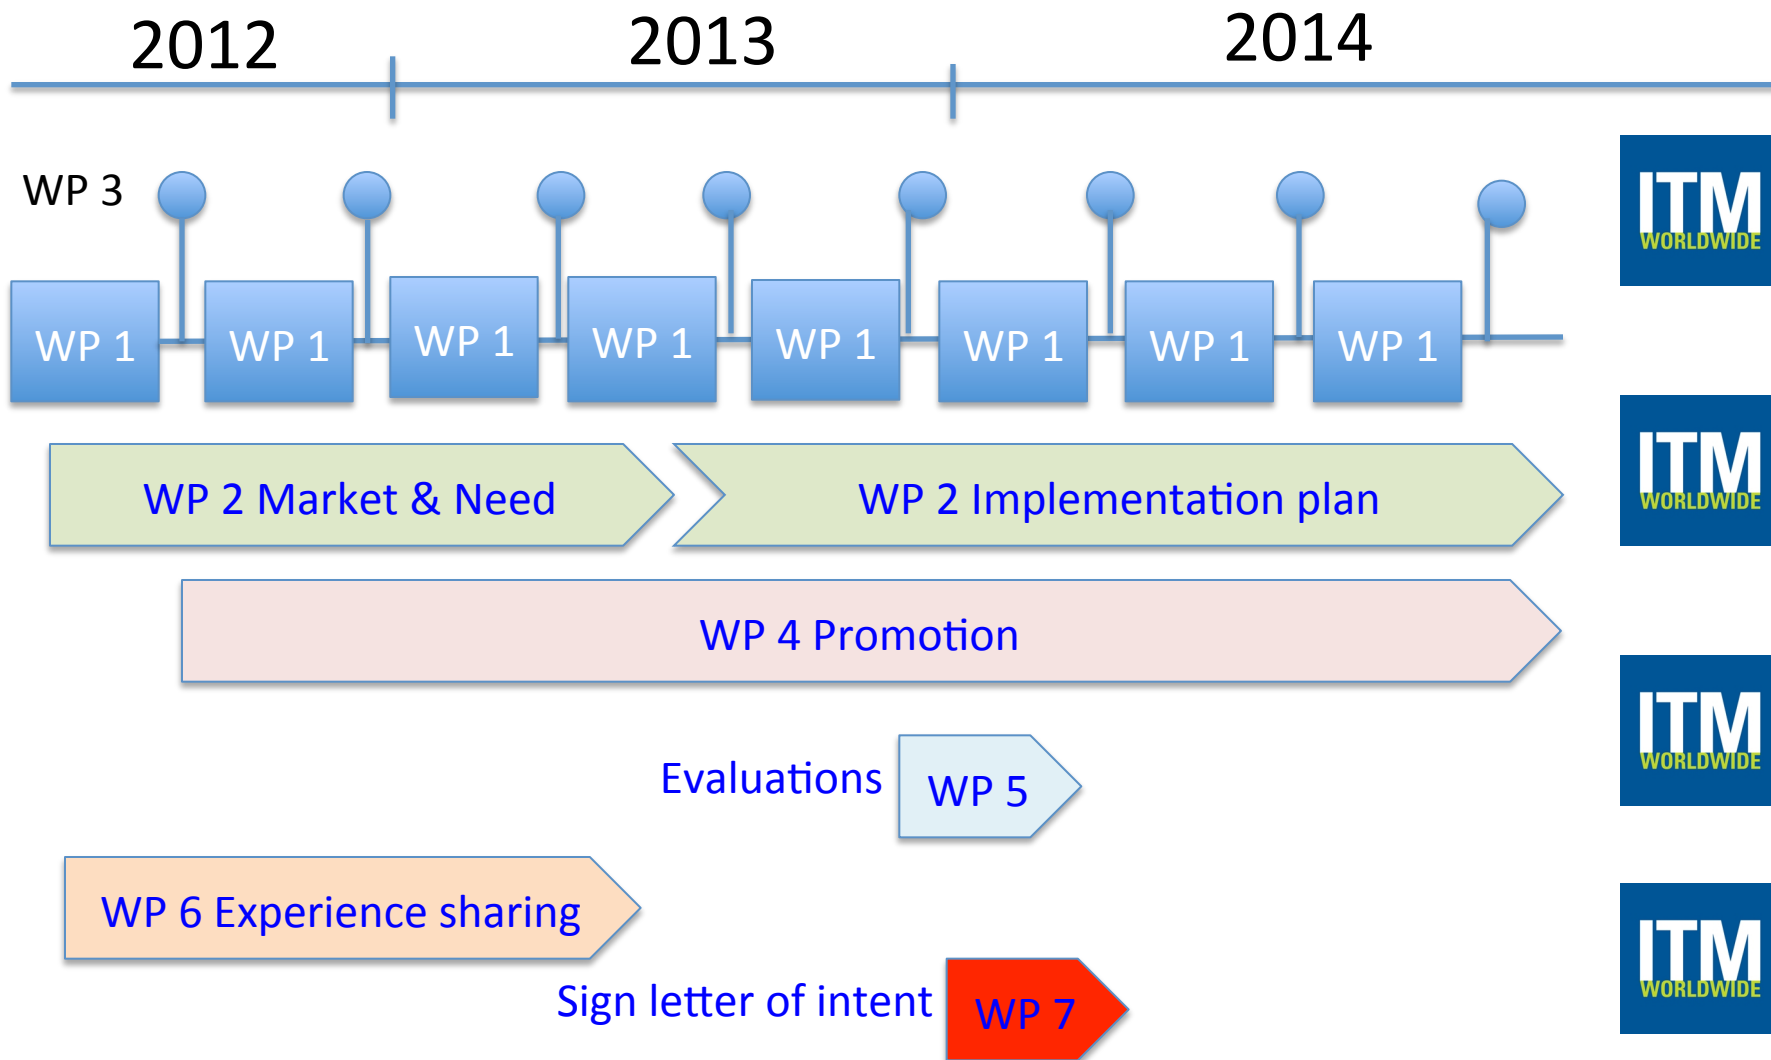 2012
2013
2014
WP 3
ITM
WORLDWIDE
WP 1
WP 1
WP 1
WP 1
WP 1
WP 1
WP 1
WP 1
WP 2 Market & Need
WP 2 Implementation plan
ITM
WORLDWIDE
WP 4 Promotion
Evaluations
WP 5
ITM
WORLDWIDE
WP 6 Experience sharing
Sign letter of intent
WP 7
ITM
WORLDWIDE